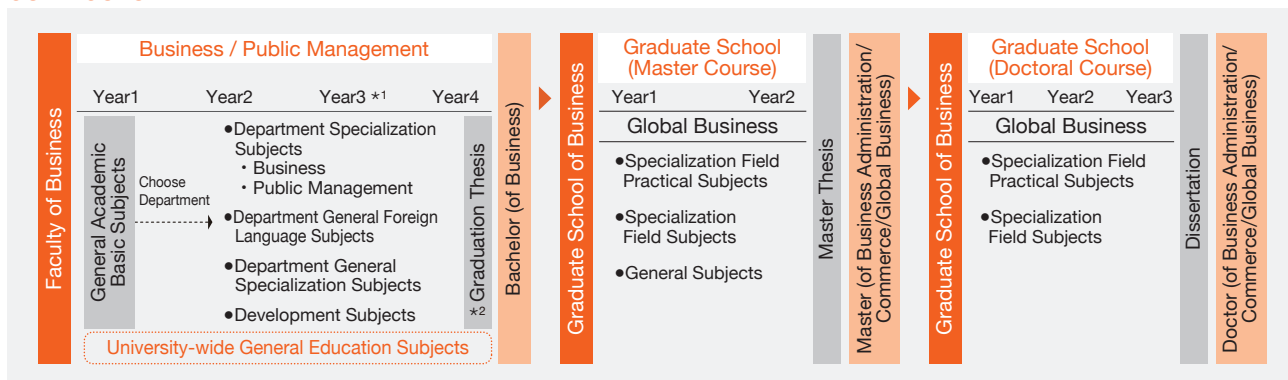 Faculty of Business
Business / Public Management
Year1 Year2 Year3 *1 Year4
General Academic
Basic Subjects
Choose
Department
●Department Specialization
Subjects
・Business
・Public Management
●Department General Foreign
Language Subjects
●Department General
Specialization Subjects
●Development Subjects
*2 Graduation Thesis
University-wide General Education Subjects
Bachelor (of Business)
Graduate School of Business
Graduate School
(Master Course)
Year1 Year2
Global Business
●Specialization Field
Practical Subjects
●Specialization
Field Subjects
●General Subjects
Master Thesis
Master (of Business Administration/
Commerce/Global Business)
Graduate School of Business
Graduate School
(Doctoral Course)
Year1 Year2 Year3
Global Business
●Specialization Field
Practical Subjects
●Specialization
Field Subjects
Dissertation
Doctor (of Business Administration/
Commerce/Global Business)